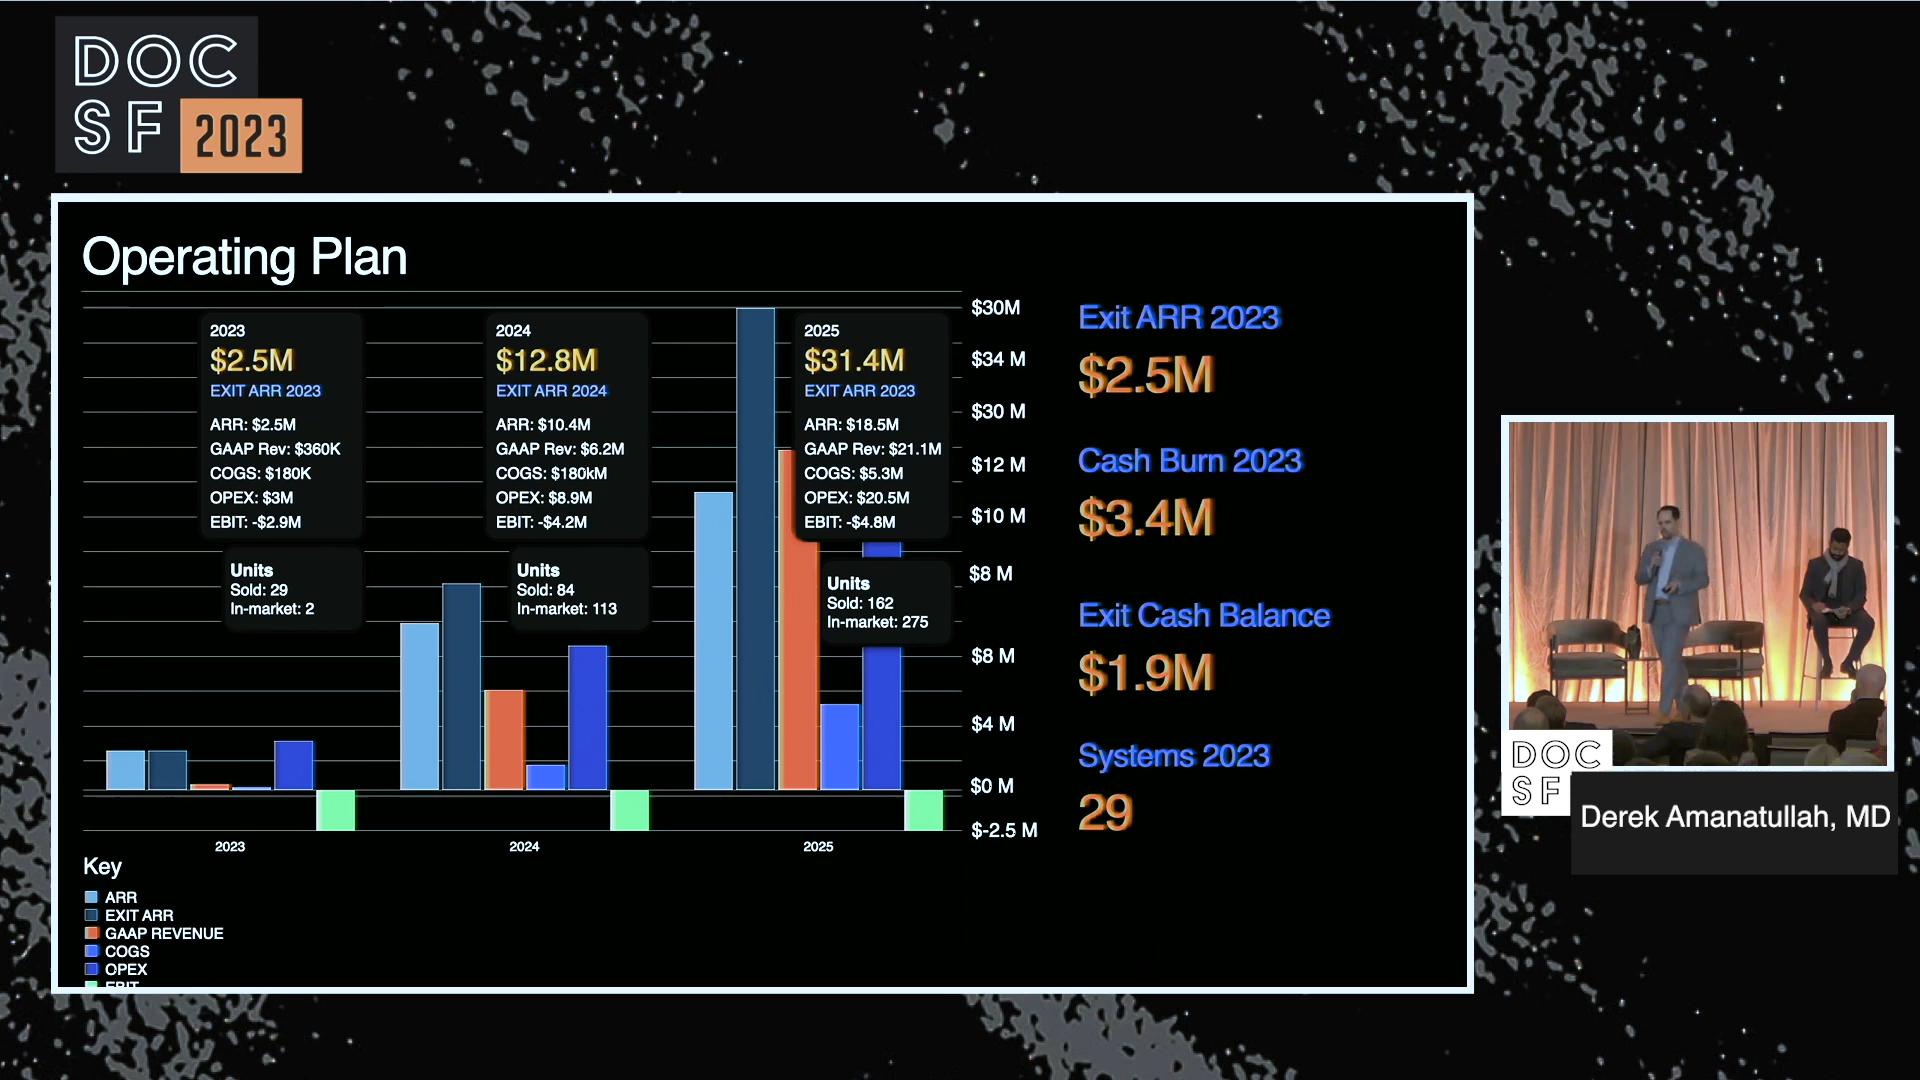 DOC
SF 2023
Operating Plan
2023
$2.5M
EXIT ARR 2023
ARR: $2.5M
GAAP Rev: $360K
COGS: $180K
OPEX: $3M
EBIT: -$2.9M
Units
Sold: 29
In-market: 2
2024
$12.8M
EXIT ARR 2024
ARR: $10.4M
GAAP Rev: $6.2M
COGS: $180kM
OPEX: $8.9M
EBIT: -$4.2M
Units
Sold: 84
In-market: 113
2025
$31.4M
EXIT ARR 2023
ARR: $18.5M
GAAP Rev: $21.1M
COGS: $5.3M
OPEX: $20.5M
EBIT: -$4.8M
Units
Sold: 162
In-market: 275
$30M
$34 M
$30 M
$12 M
$10 M
$8 M
$8 M
$4 M
$0 M
$-2.5 M
2023
2024
2025
Key
ARR
EXIT ARR
GAAP REVENUE
COGS
OPEX
EBIT
Exit ARR 2023
$2.5M
Cash Burn 2023
$3.4M
Exit Cash Balance
$1.9M
Systems 2023
29
DOC
SF
Derek Amanatullah, MD